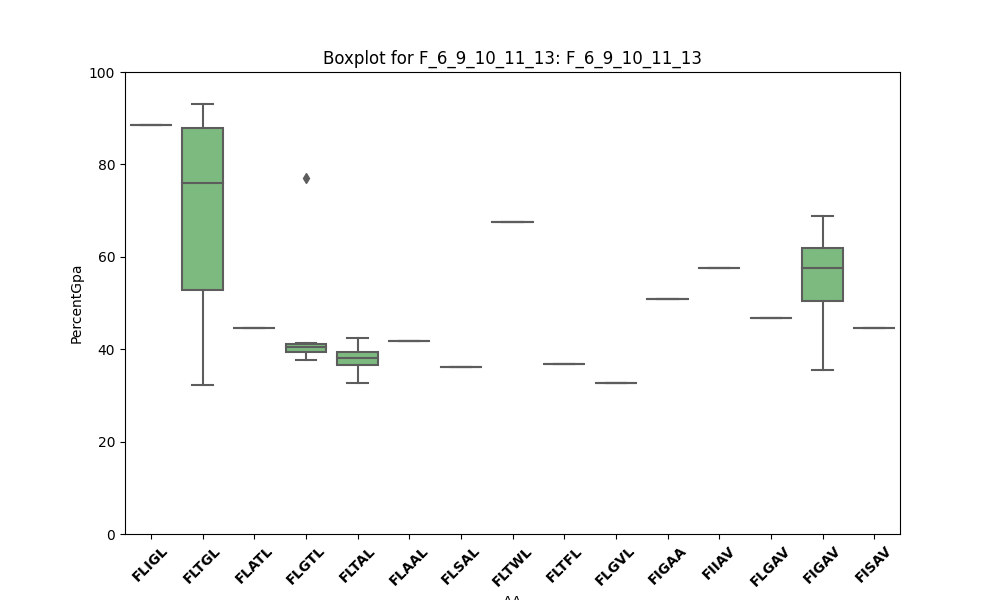 Boxplot for F_6_9_10_11_13: F_6_9_10_11_13
100
80
60
40
20
0
PercentGpa
FLIGL
FLTGL
FLATL
FLGTL
FLTAL
FLAAL
FLSAL
FLTWL
FLTFL
FLGVL
FIGAA
FIIAV
FLGAV
FIGAV
FISAV
AA